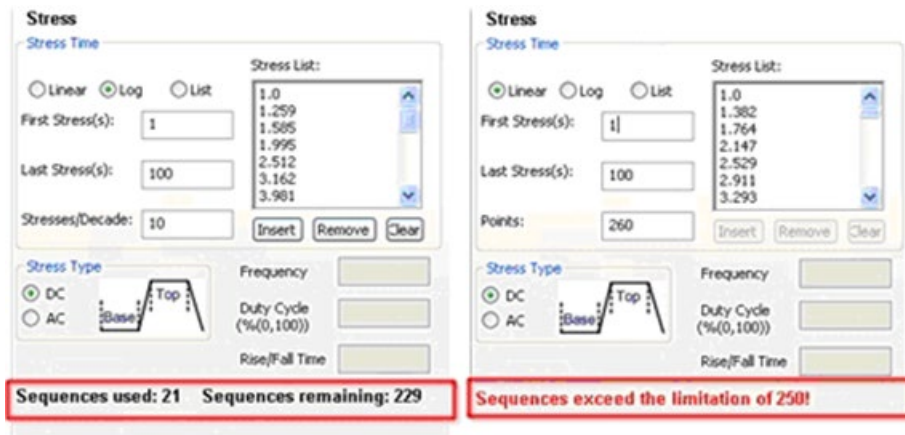 Stress
Stress Time
Linear Log List
Stress List:
1.0
1.259
1.585
1.995
2.512
3.162
3.981
First Stress(s): 1
Last Stress(s): 100
Stresses/Decade: 10
Insert Remove Clear
Stress Type
DC
AC
Base Top
Frequency
Duty Cycle
(%(0,100))
Rise/Fall Time
Sequences used: 21 Sequences remaining: 229
Stress
Stress Time
Linear Log List
Stress List:
1.0
1.382
1.764
2.147
2.529
2.911
3.293
First Stress(s): 1
Last Stress(s): 100
Points: 260
Insert Remove Clear
Stress Type
DC
AC
Base Top
Frequency
Duty Cycle
(%(0,100))
Rise/Fall Time
Sequences exceed the limitation of 250!